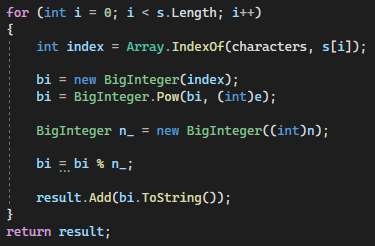 for (int i = 0; i < s.Length; i++)
{
int index = Array.IndexOf(characters, s[i]);
bi = new BigInteger(index);
bi = BigInteger.Pow(bi, (int)e);
BigInteger n_ = new BigInteger((int)n);
bi = bi % n_;
result.Add(bi.ToString());
}
return result;